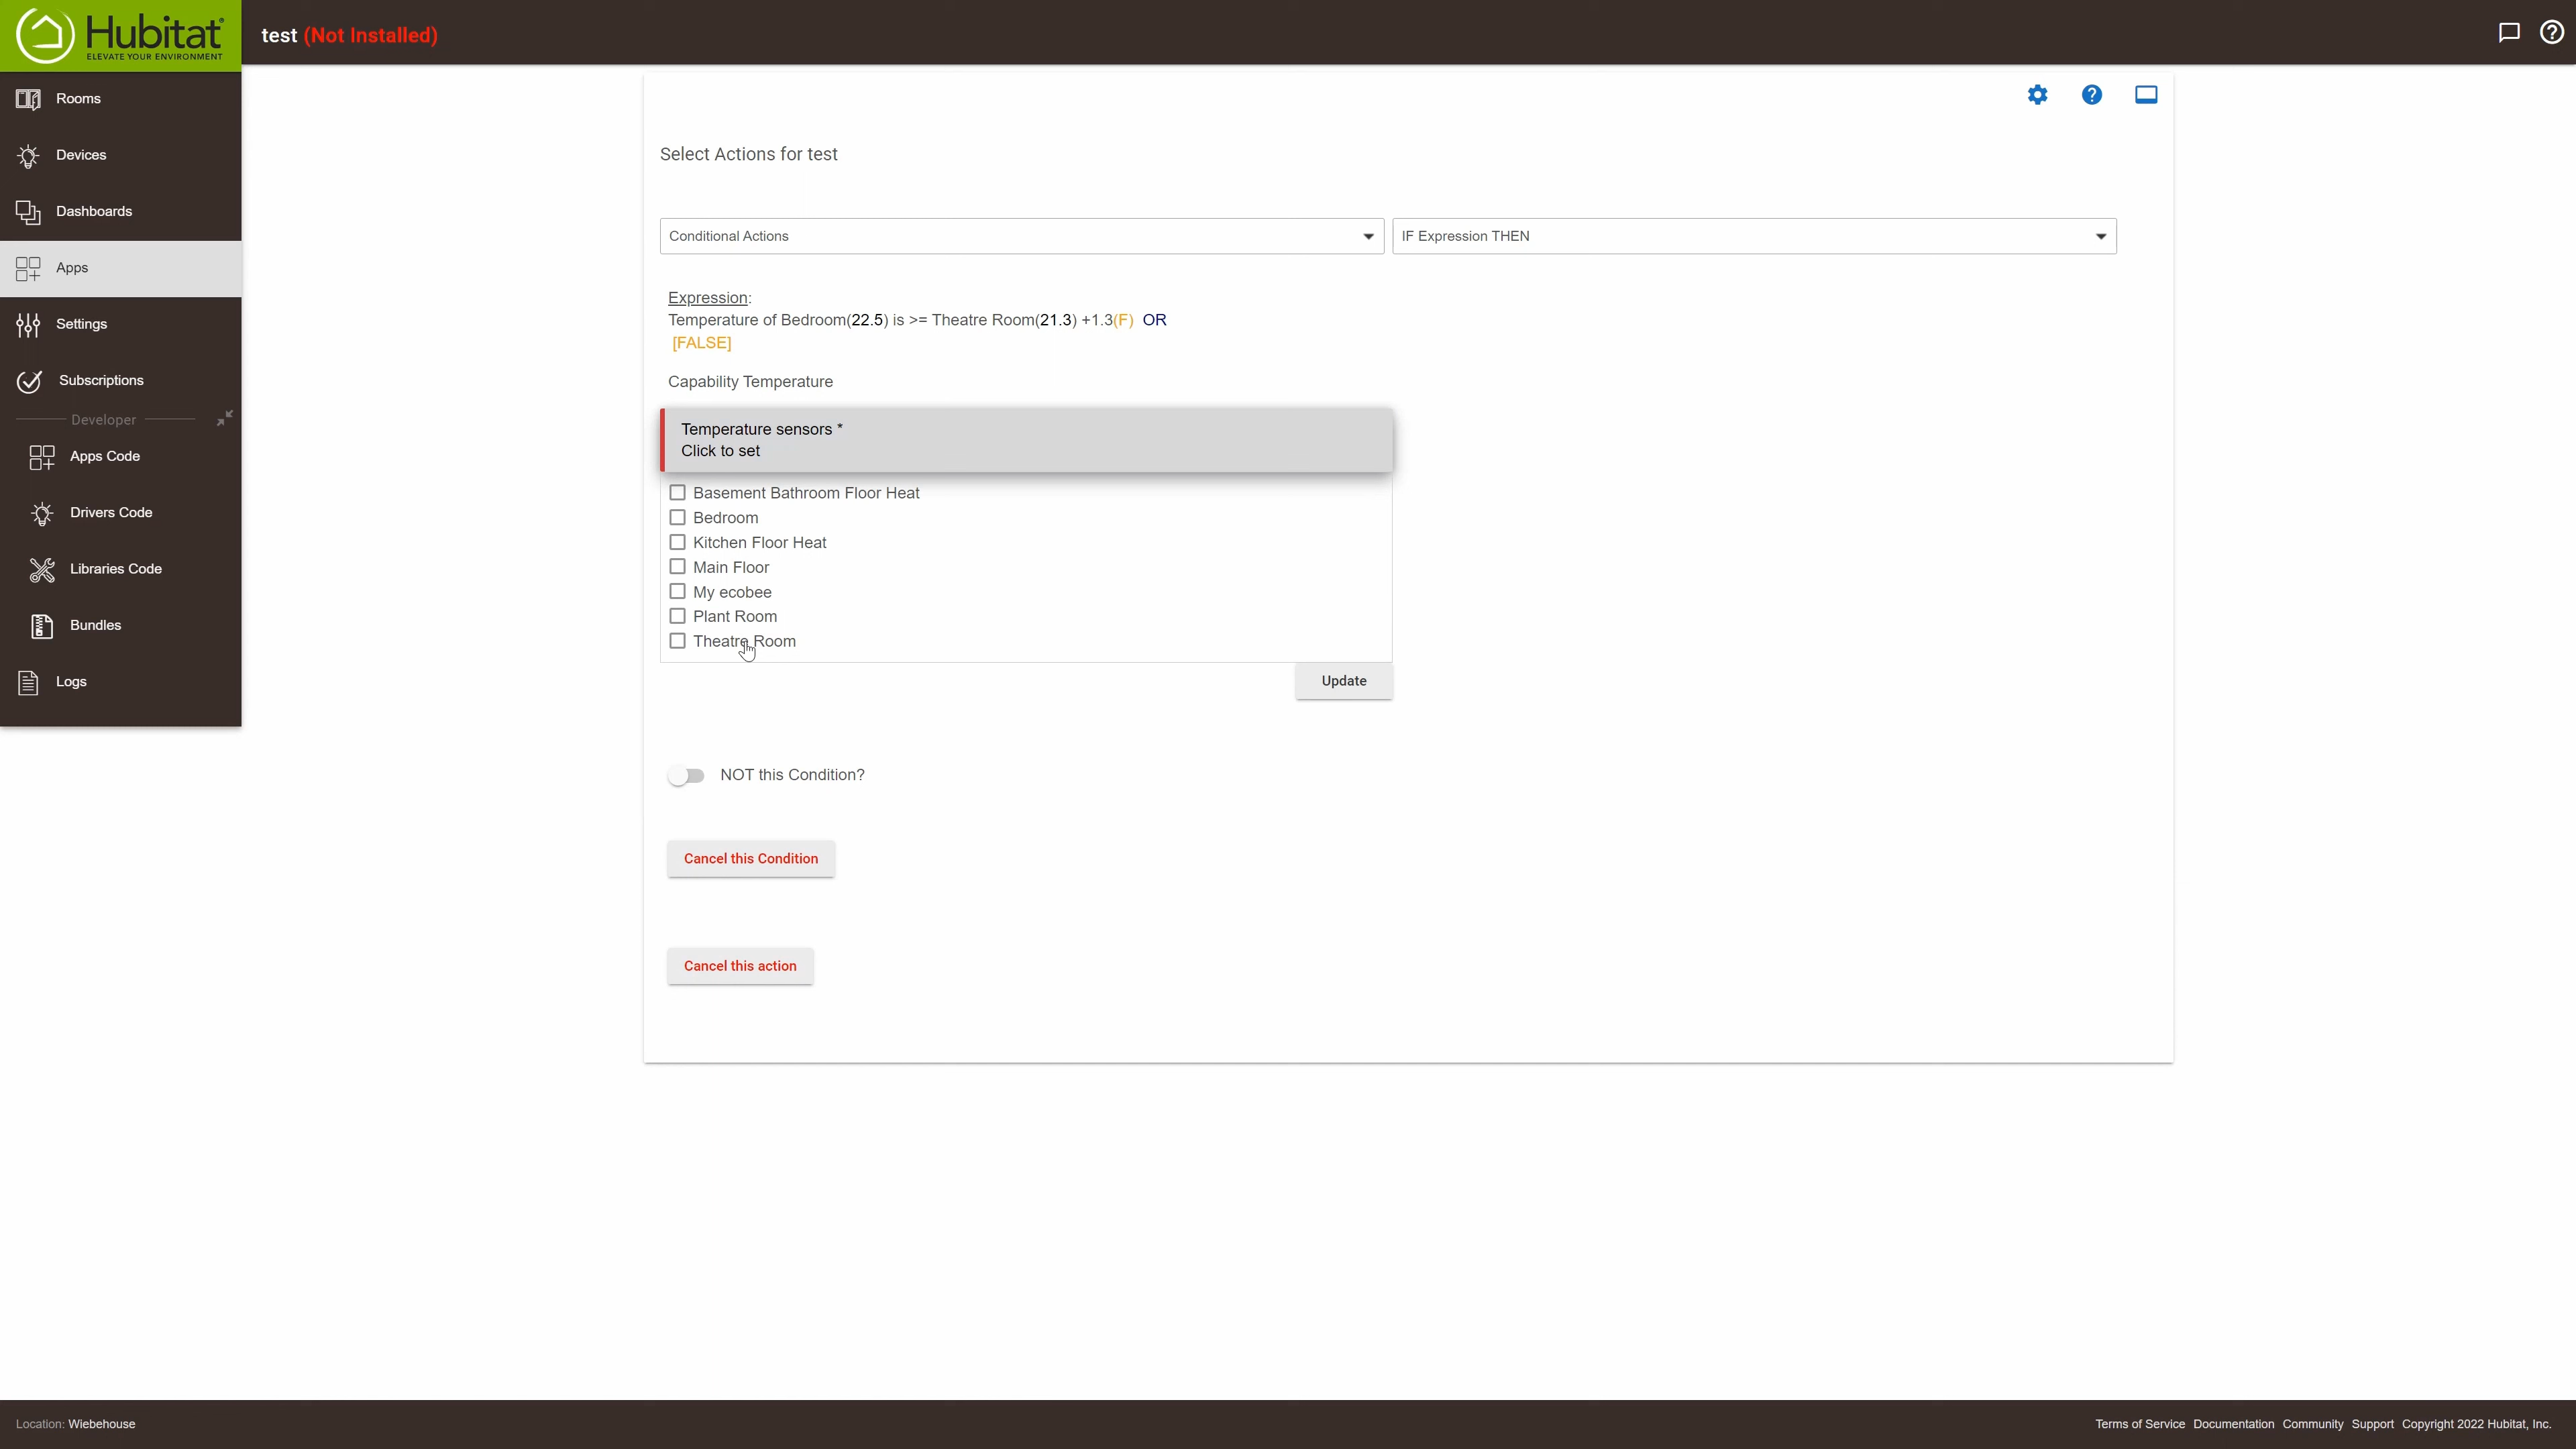 Hubitat®
ELEVATE YOUR ENVIRONMENT
test (Not Installed)
Rooms
Devices
Dashboards
Apps
Settings
Subscriptions
Developer
Apps Code
Drivers Code
Libraries Code
Bundles
Logs
Select Actions for test
Conditional Actions
IF Expression THEN
Expression:
Temperature of Bedroom(22.5) is >= Theatre Room(21.3) +1.3(F) OR
[FALSE]
Capability Temperature
Temperature sensors *
Click to set
Basement Bathroom Floor Heat
Bedroom
Kitchen Floor Heat
Main Floor
My ecobee
Plant Room
Theatre Room
Update
NOT this Condition?
Cancel this Condition
Cancel this action
Location: Wiebehouse
Terms of Service Documentation Community Support Copyright 2022 Hubitat, Inc.